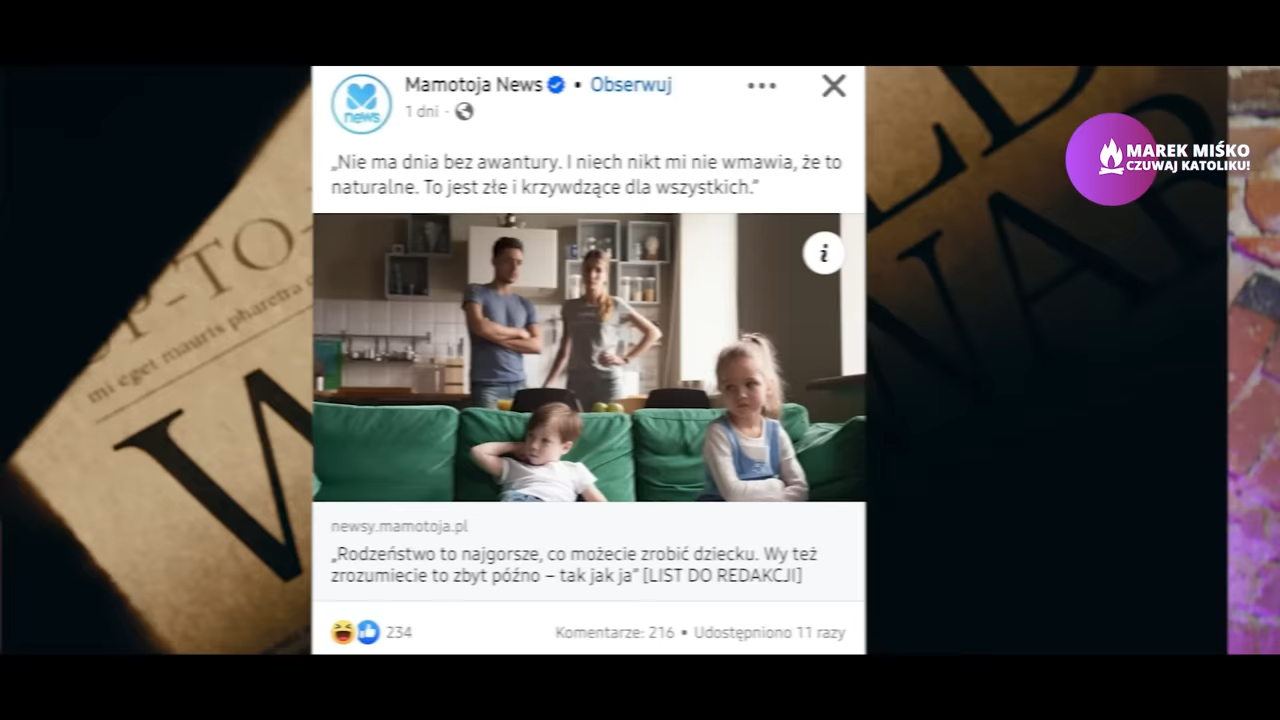 Mamotoja News • Obserwuj
1 dni
news
„Nie ma dnia bez awantury. I niech nikt mi nie wmawia, że to
naturalne. To jest złe i krzywdzące dla wszystkich."
i
newsy.mamotoja.pl
„Rodzeństwo to najgorsze, co możecie zrobić dziecku. Wy też
zrozumiecie to zbyt późno – tak jak ja" [LIST DO REDAKCJI]
234
Komentarze: 216 • Udostępniono 11 razy
MAREK MIŚKO
CZUWAJ KATOLIKU!
P-TO-
mi eget mauris pharetra
W
WAR